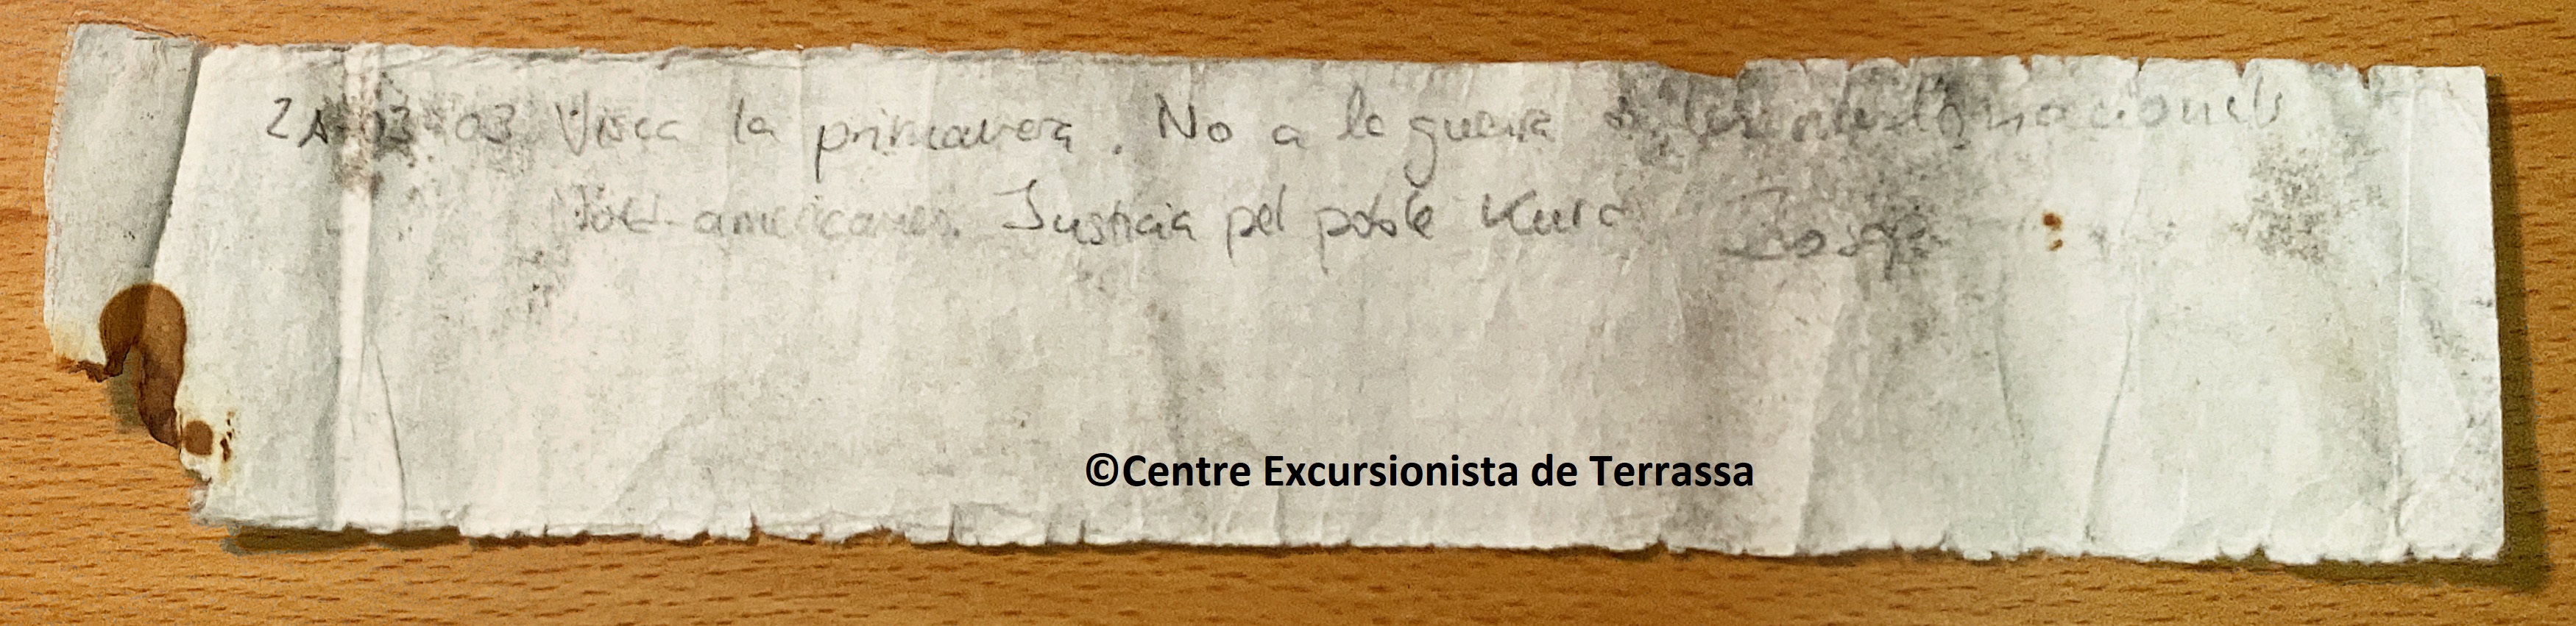 21-03-03 Visca la primavera. No a la guerra
americanes. Justicia pel poble Kurd
©Centre Excursionista de Terrassa